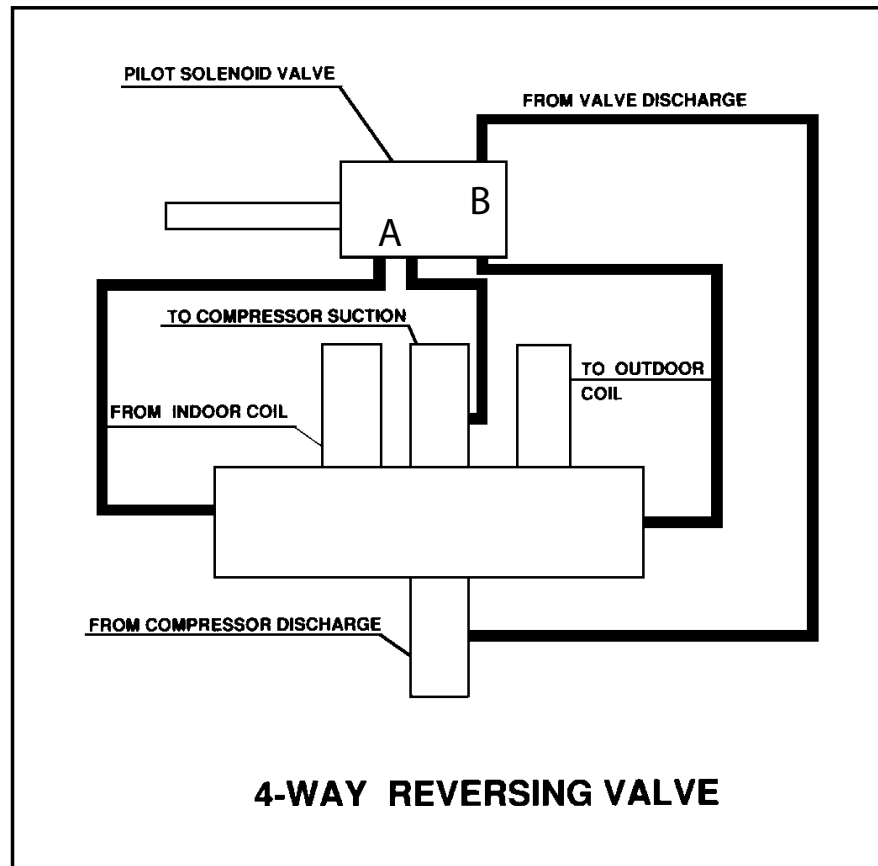 PILOT SOLENOID VALVE
FROM VALVE DISCHARGE
B
A
TO COMPRESSOR SUCTION
TO OUTDOOR
COIL
FROM INDOOR COIL
FROM COMPRESSOR DISCHARGE
4-WAY REVERSING VALVE